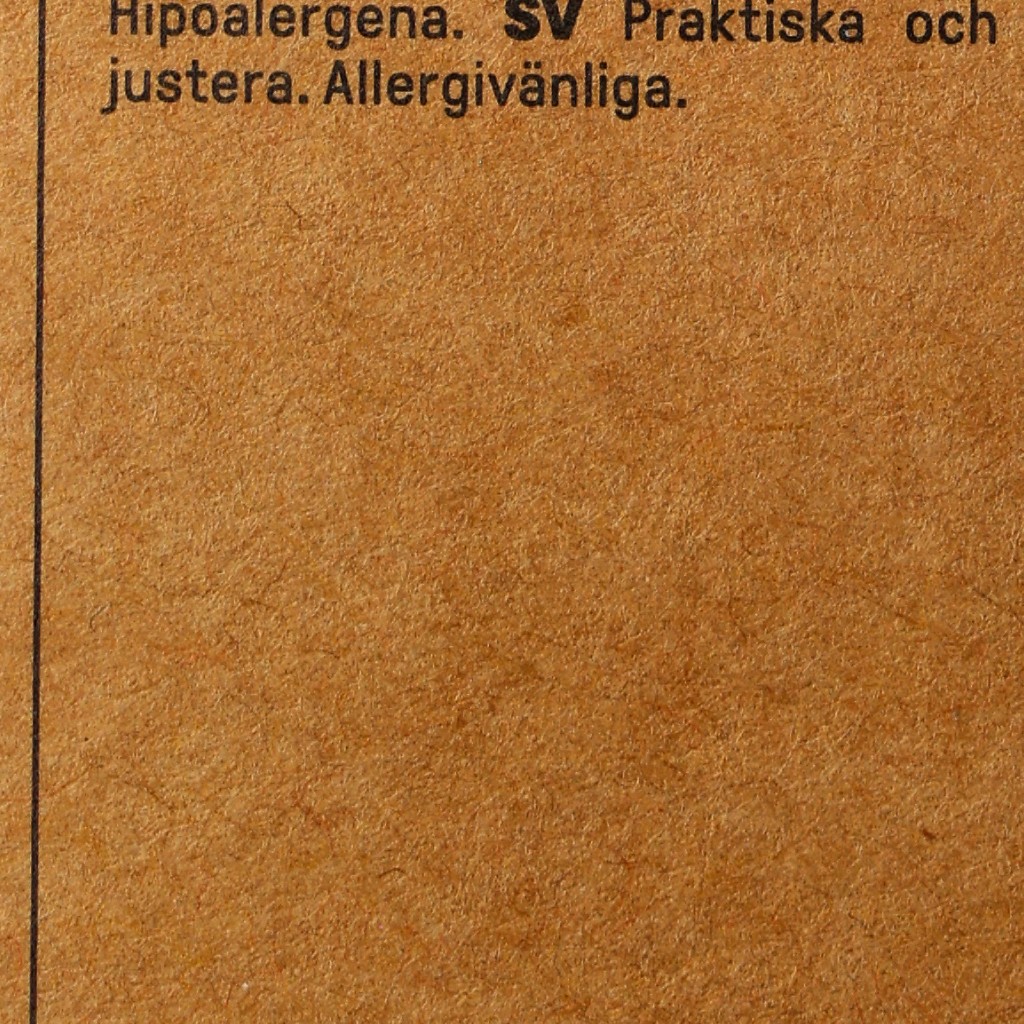 Hipoalergena. SV Praktiska och
justera. Allergivänliga.